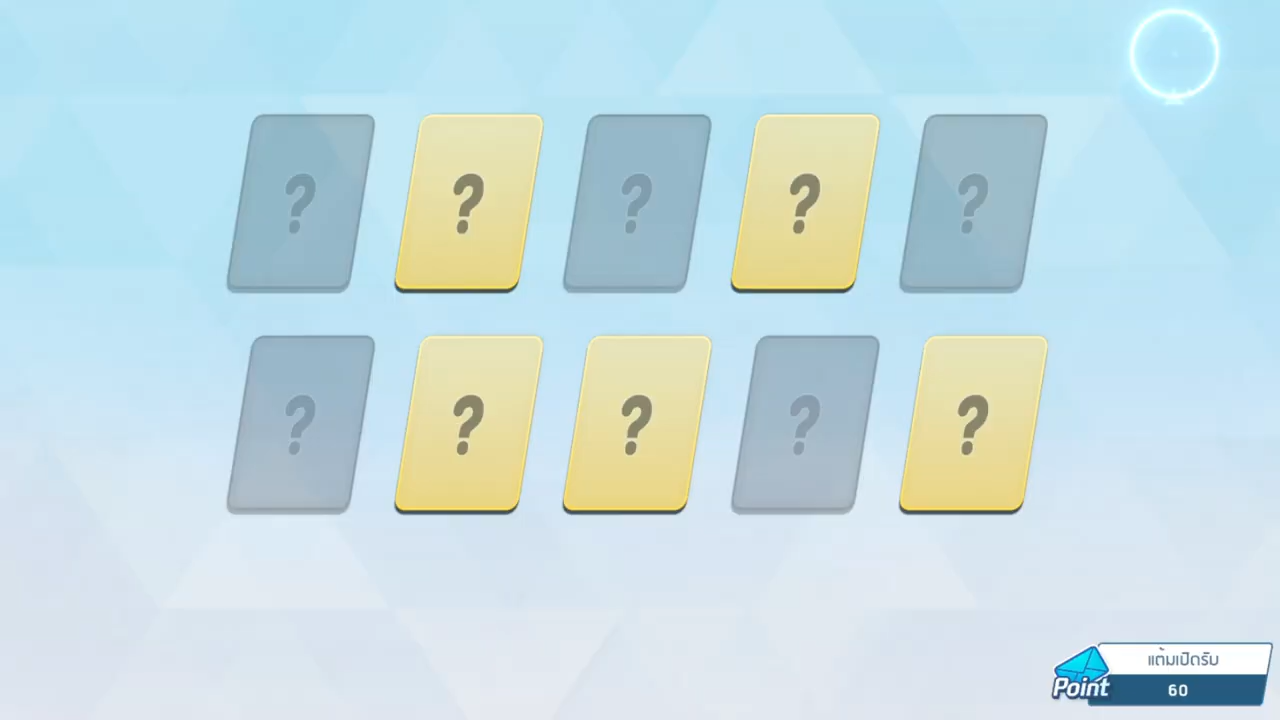 ? ? ? ? ?
? ? ? ? ?
แต้มเปิดรับ
Point
60